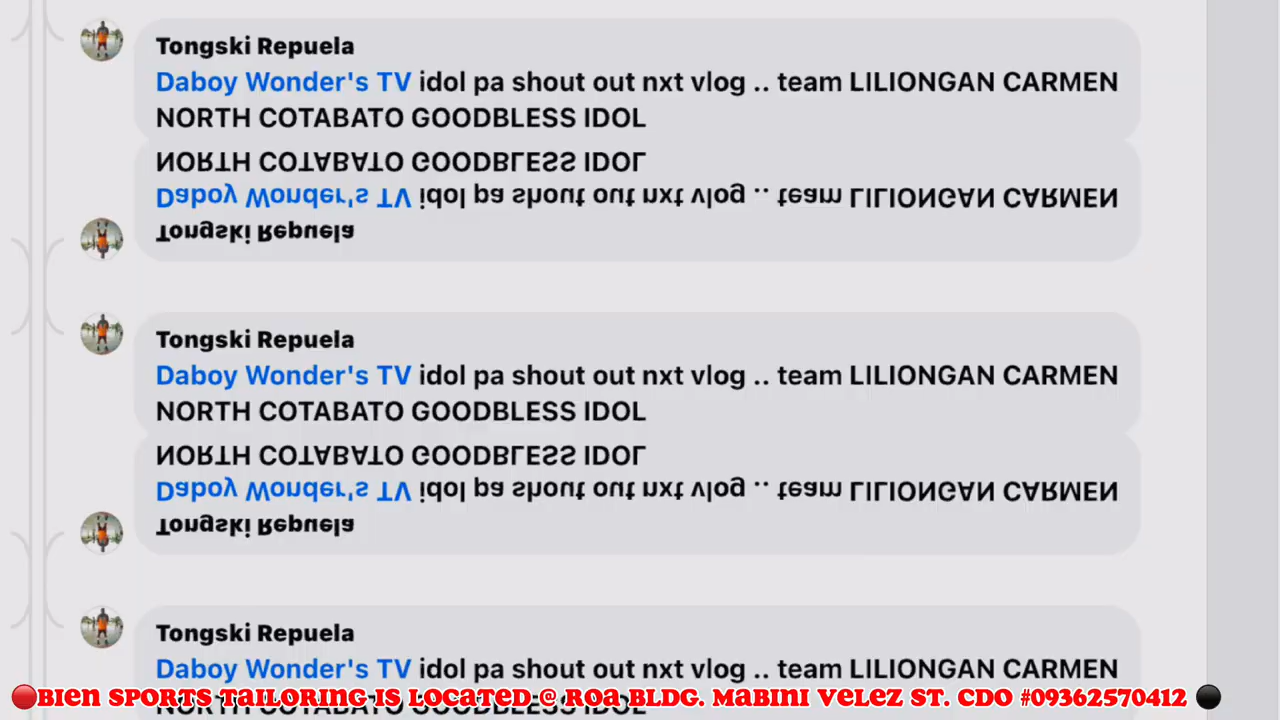 Tongski Repuela
Daboy Wonder's TV idol pa shout out nxt vlog .. team LILIONGAN CARMEN
NORTH COTABATO GOODBLESS IDOL
NORTH COTABATO GOODBLESS IDOL
Daboy Wonder's TV idol pa shout out nxt vlog .. team LILIONGAN CARMEN
Tongski Repuela
Tongski Repuela
Daboy Wonder's TV idol pa shout out nxt vlog .. team LILIONGAN CARMEN
NORTH COTABATO GOODBLESS IDOL
NORTH COTABATO GOODBLESS IDOL
Daboy Wonder's TV idol pa shout out nxt vlog .. team LILIONGAN CARMEN
Tongski Repuela
Tongski Repuela
Daboy Wonder's TV idol pa shout out nxt vlog .. team LILIONGAN CARMEN
NORTH COTABATO GOODBLESS IDOL
BIEN SPORTS TAILORING IS LOCATED @ ROA BLDG. MABINI VELEZ ST. CDO #09362570412